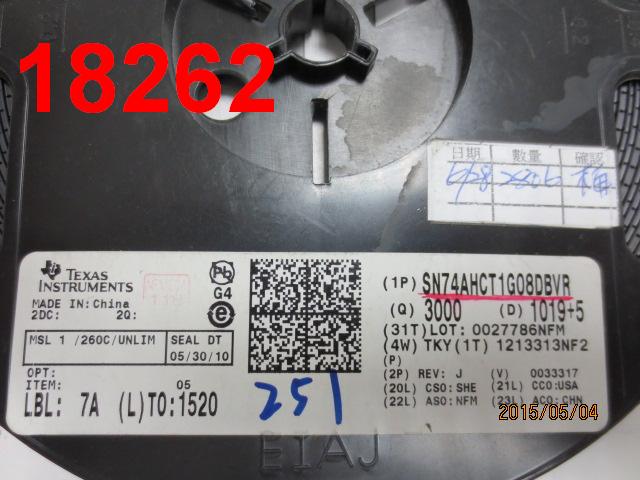 18262
日期 數量 確認
6/28
TEXAS
INSTRUMENTS
MADE IN: China
2DC: 2Q:
Pb
G4
e
MSL 1 /260C/UNLIM
SEAL DT
05/30/10
OPT:
ITEM: 05
LBL: 7A (L)TO:1520
(1P) SN74AHCT1G08DBVR
(Q) 3000 (D) 1019+5
(31T) LOT: 0027786NFM
(4W) TKY (1T) 1213313NF2
(P)
(2P) REV: J (V) 0033317
(20L) CSO: SHE (21L) CCO:USA
(22L) ASO: NFM (23L) ACO: CHN
251
2015/05/04
EIAJ